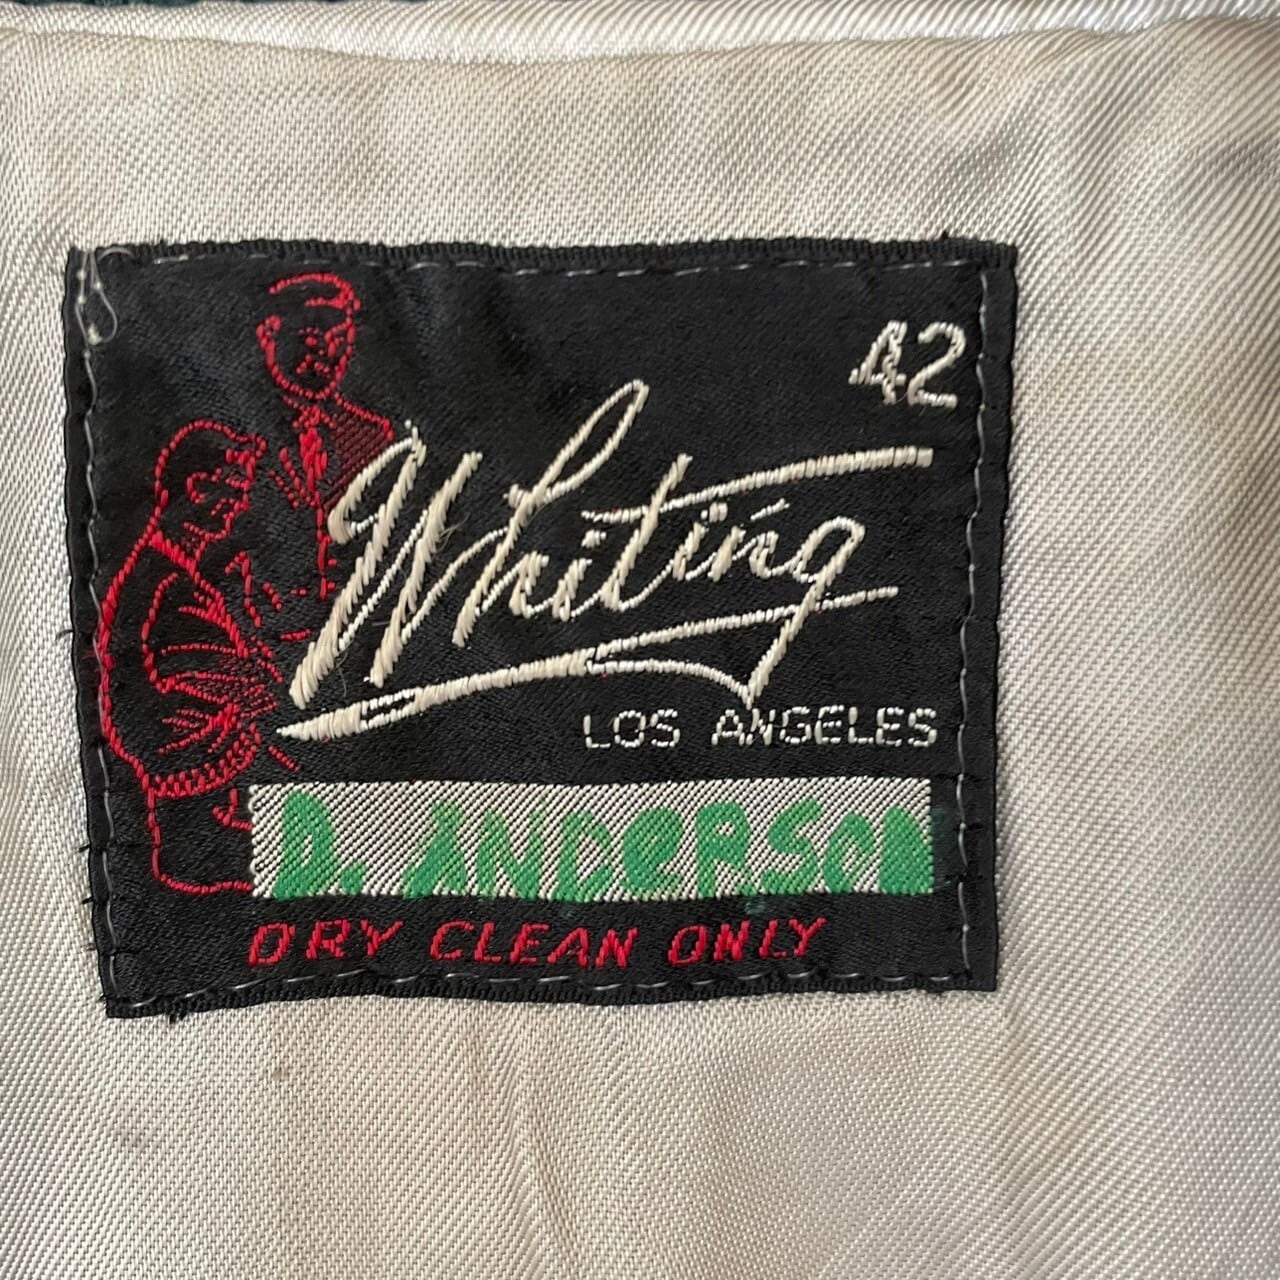 42
Whiting
LOS ANGELES
D. ANDERSON
DRY CLEAN ONLY